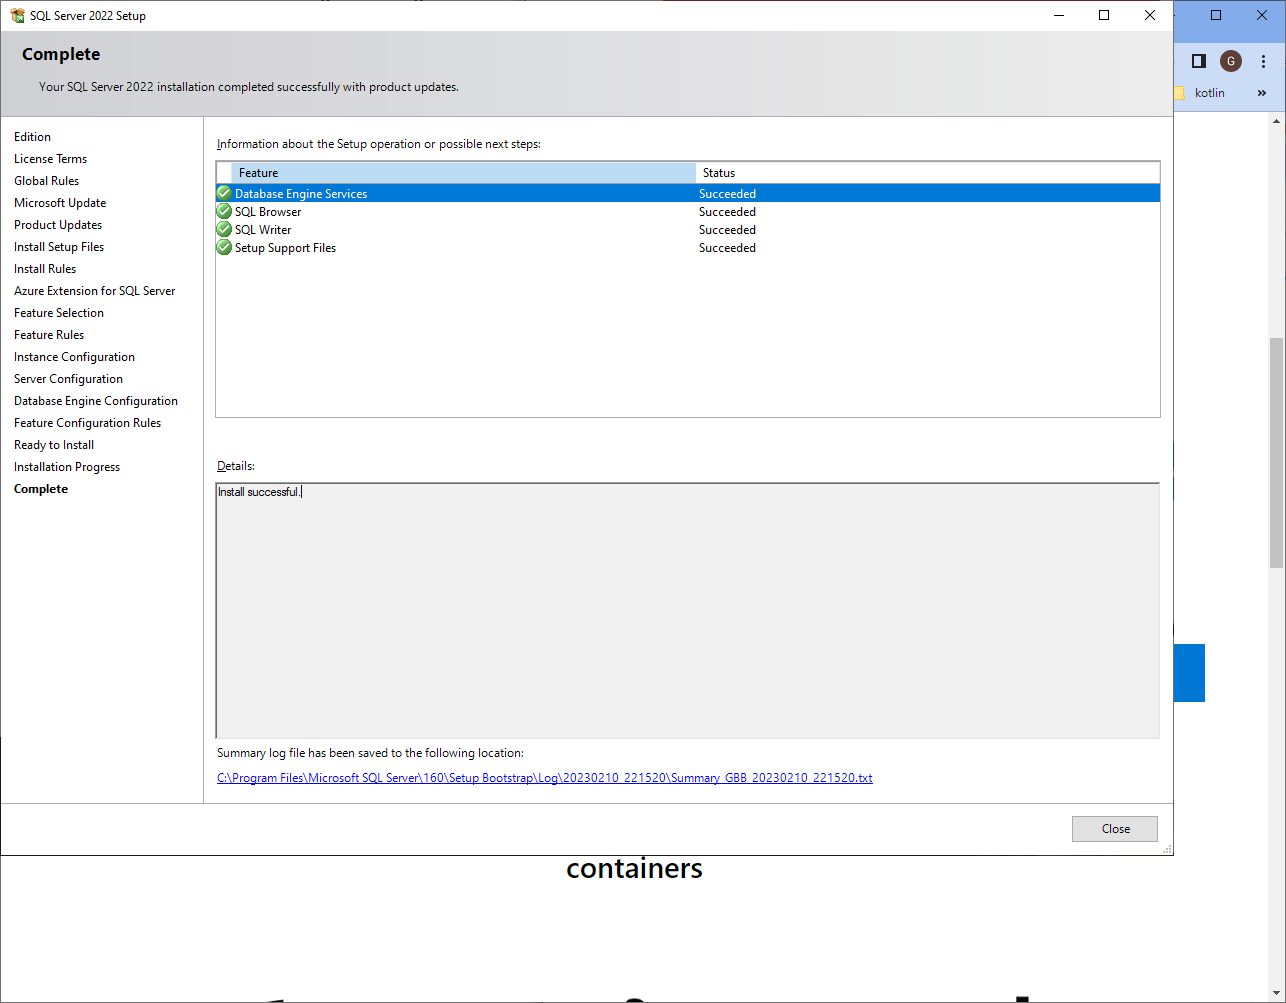 SQL Server 2022 Setup
Complete
Your SQL Server 2022 installation completed successfully with product updates.
G
kotlin
Edition
License Terms
Global Rules
Microsoft Update
Product Updates
Install Setup Files
Install Rules
Azure Extension for SQL Server
Feature Selection
Feature Rules
Instance Configuration
Server Configuration
Database Engine Configuration
Feature Configuration Rules
Ready to Install
Installation Progress
Complete
Information about the Setup operation or possible next steps:
Feature Status
Database Engine Services Succeeded
SQL Browser Succeeded
SQL Writer Succeeded
Setup Support Files Succeeded
Details:
Install successful.
Summary log file has been saved to the following location:
C:\Program Files\Microsoft SQL Server\160\Setup Bootstrap\Log\20230210_221520\Summary_GBB_20230210_221520.txt
Close
containers